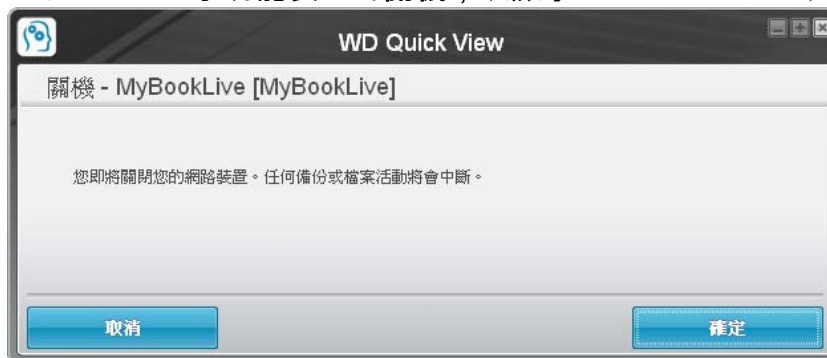 WD Quick View
關機 - MyBookLive [MyBookLive]
您即將關閉您的網路裝置。任何備份或檔案活動將會中斷。
取消
確定